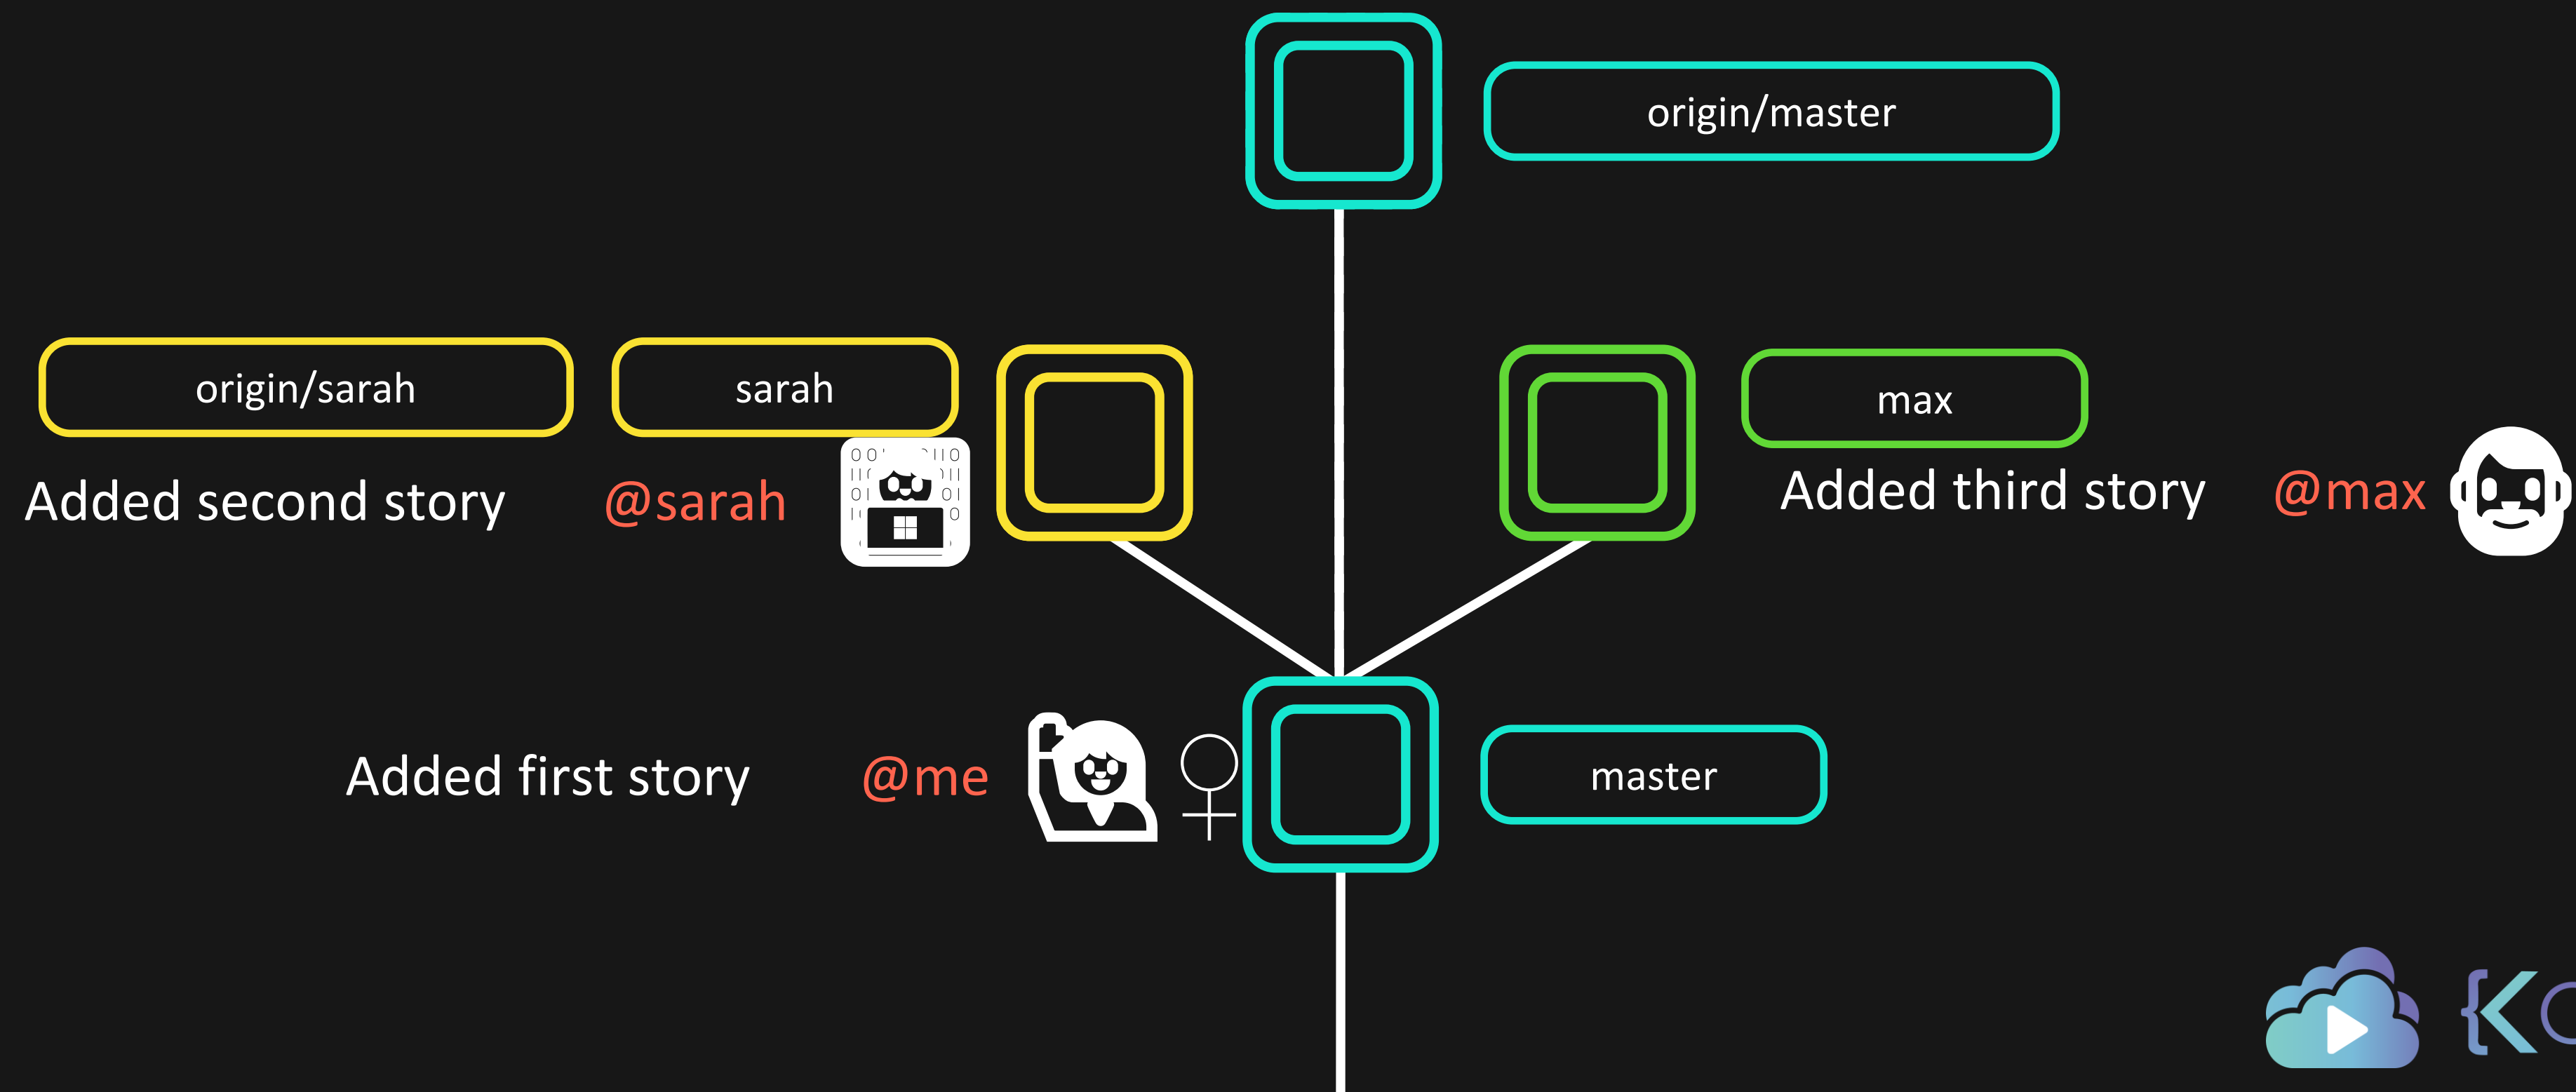 origin/master
origin/sarah
sarah
max
Added second story
@sarah
Added third story
@max
Added first story
@me
master
{K